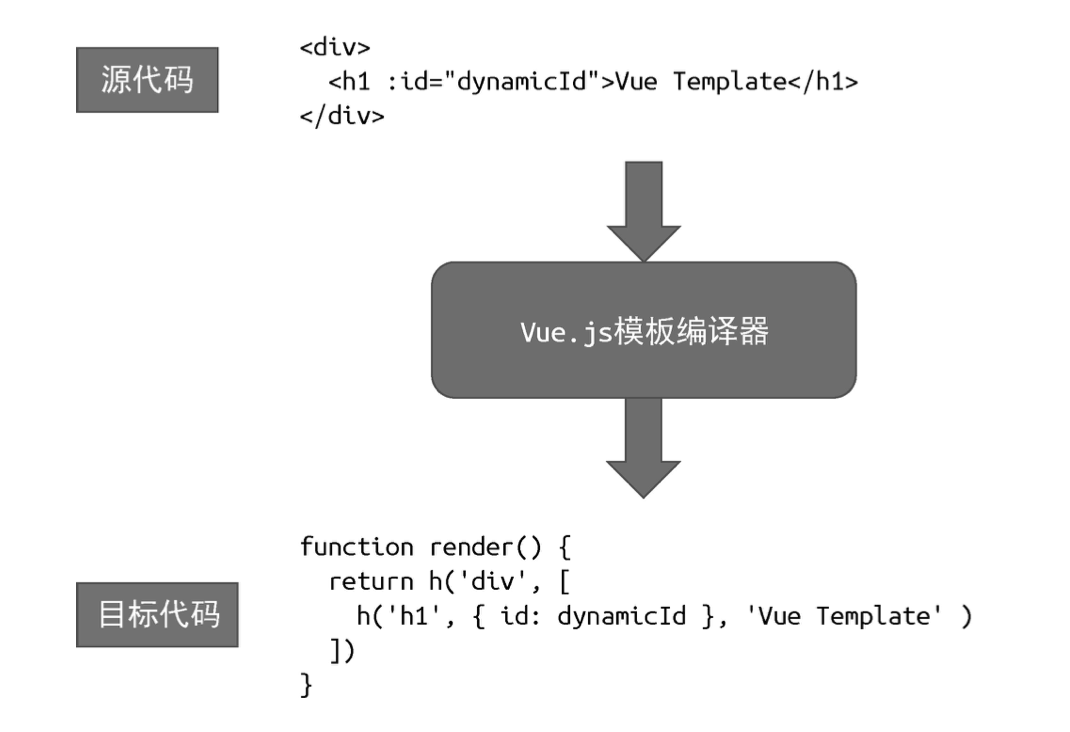 源代码
<div>
  <h1 :id="dynamicId">Vue Template</h1>
</div>
Vue.js模板编译器
目标代码
function render() {
  return h('div', [
    h('h1', { id: dynamicId }, 'Vue Template' )
  ])
}